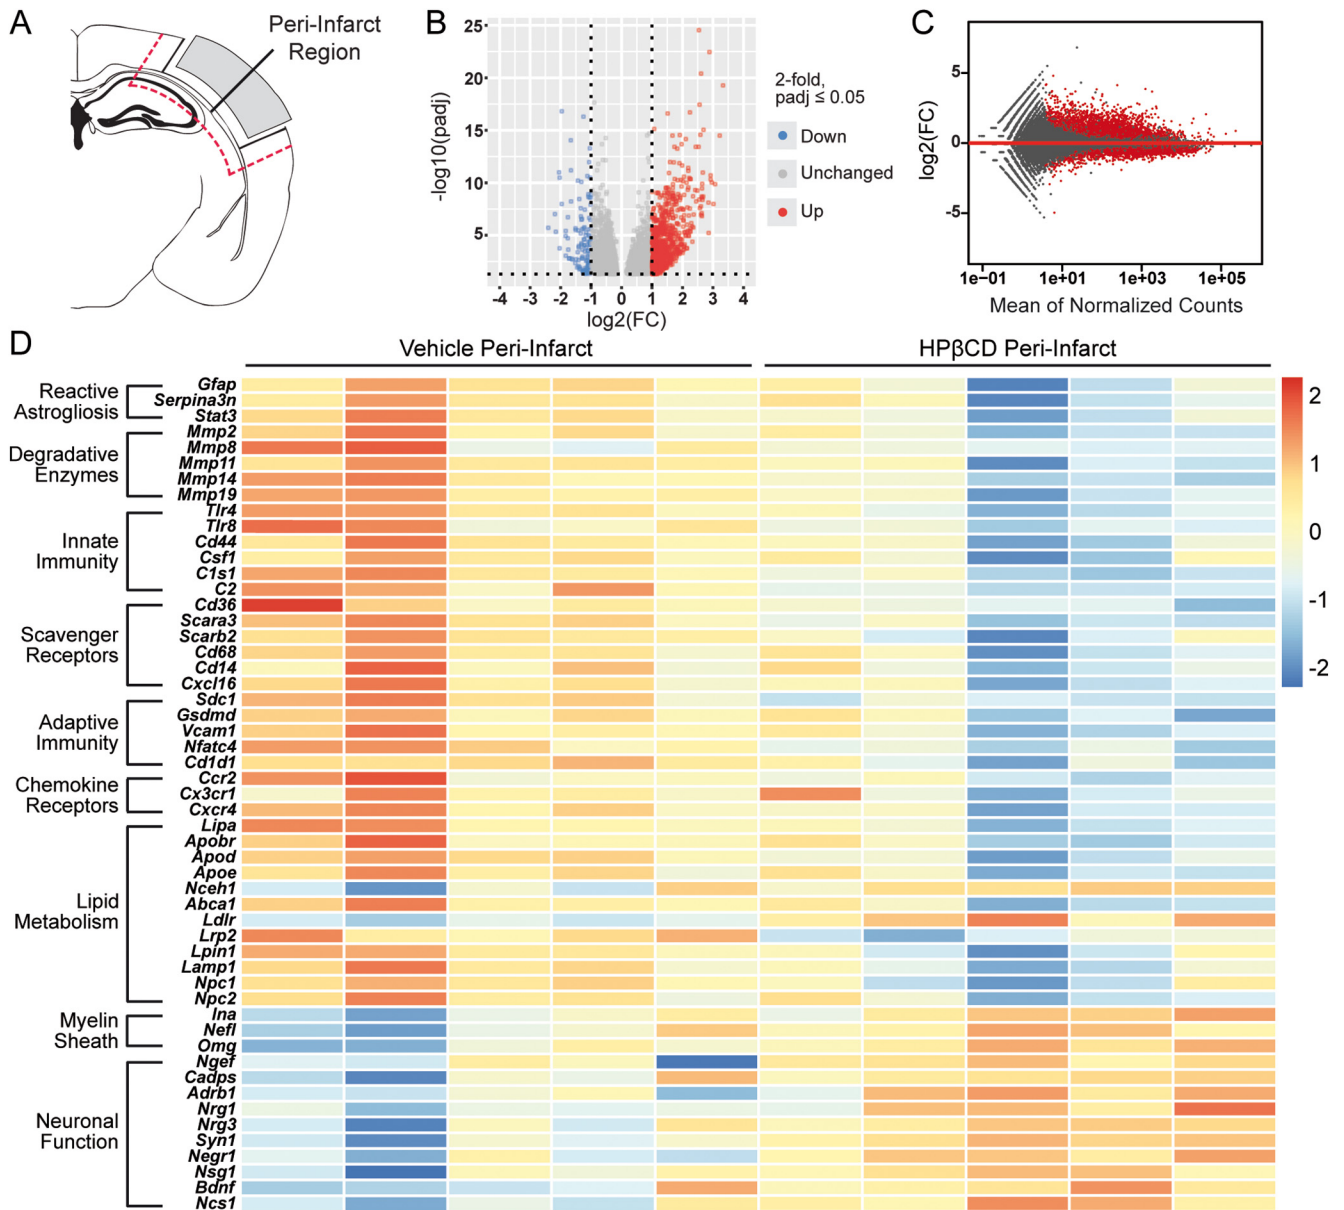 A
Peri-Infarct
Region
B
25
20
15
10
5
-log10(padj)
-4 -3 -2 -1 0 1 2 3 4
log2(FC)
2-fold,
padj ≤ 0.05
Down
Unchanged
Up
C
5
0
-5
log2(FC)
1e−01 1e+01 1e+03 1e+05
Mean of Normalized Counts
D
Vehicle Peri-Infarct
HPβCD Peri-Infarct
Reactive
Astrogliosis
Gfap
Serpina3n
Stat3
Degradative
Enzymes
Mmp2
Mmp8
Mmp11
Mmp14
Mmp19
Innate
Immunity
Tlr4
Tlr8
Cd44
Csf1
C1s1
C2
Scavenger
Receptors
Cd36
Scara3
Scarb2
Cd68
Cd14
Cxcl16
Adaptive
Immunity
Sdc1
Gsdmd
Vcam1
Nfatc4
Cd1d1
Chemokine
Receptors
Ccr2
Cx3cr1
Cxcr4
Lipid
Metabolism
Lipa
Apobr
Apod
Apoe
Nceh1
Abca1
Ldlr
Lrp2
Lpin1
Lamp1
Npc1
Npc2
Myelin
Sheath
Ina
Nefl
Omg
Neuronal
Function
Ngef
Cadps
Adrb1
Nrg1
Nrg3
Syn1
Negr1
Nsg1
Bdnf
Ncs1
2
1
0
-1
-2